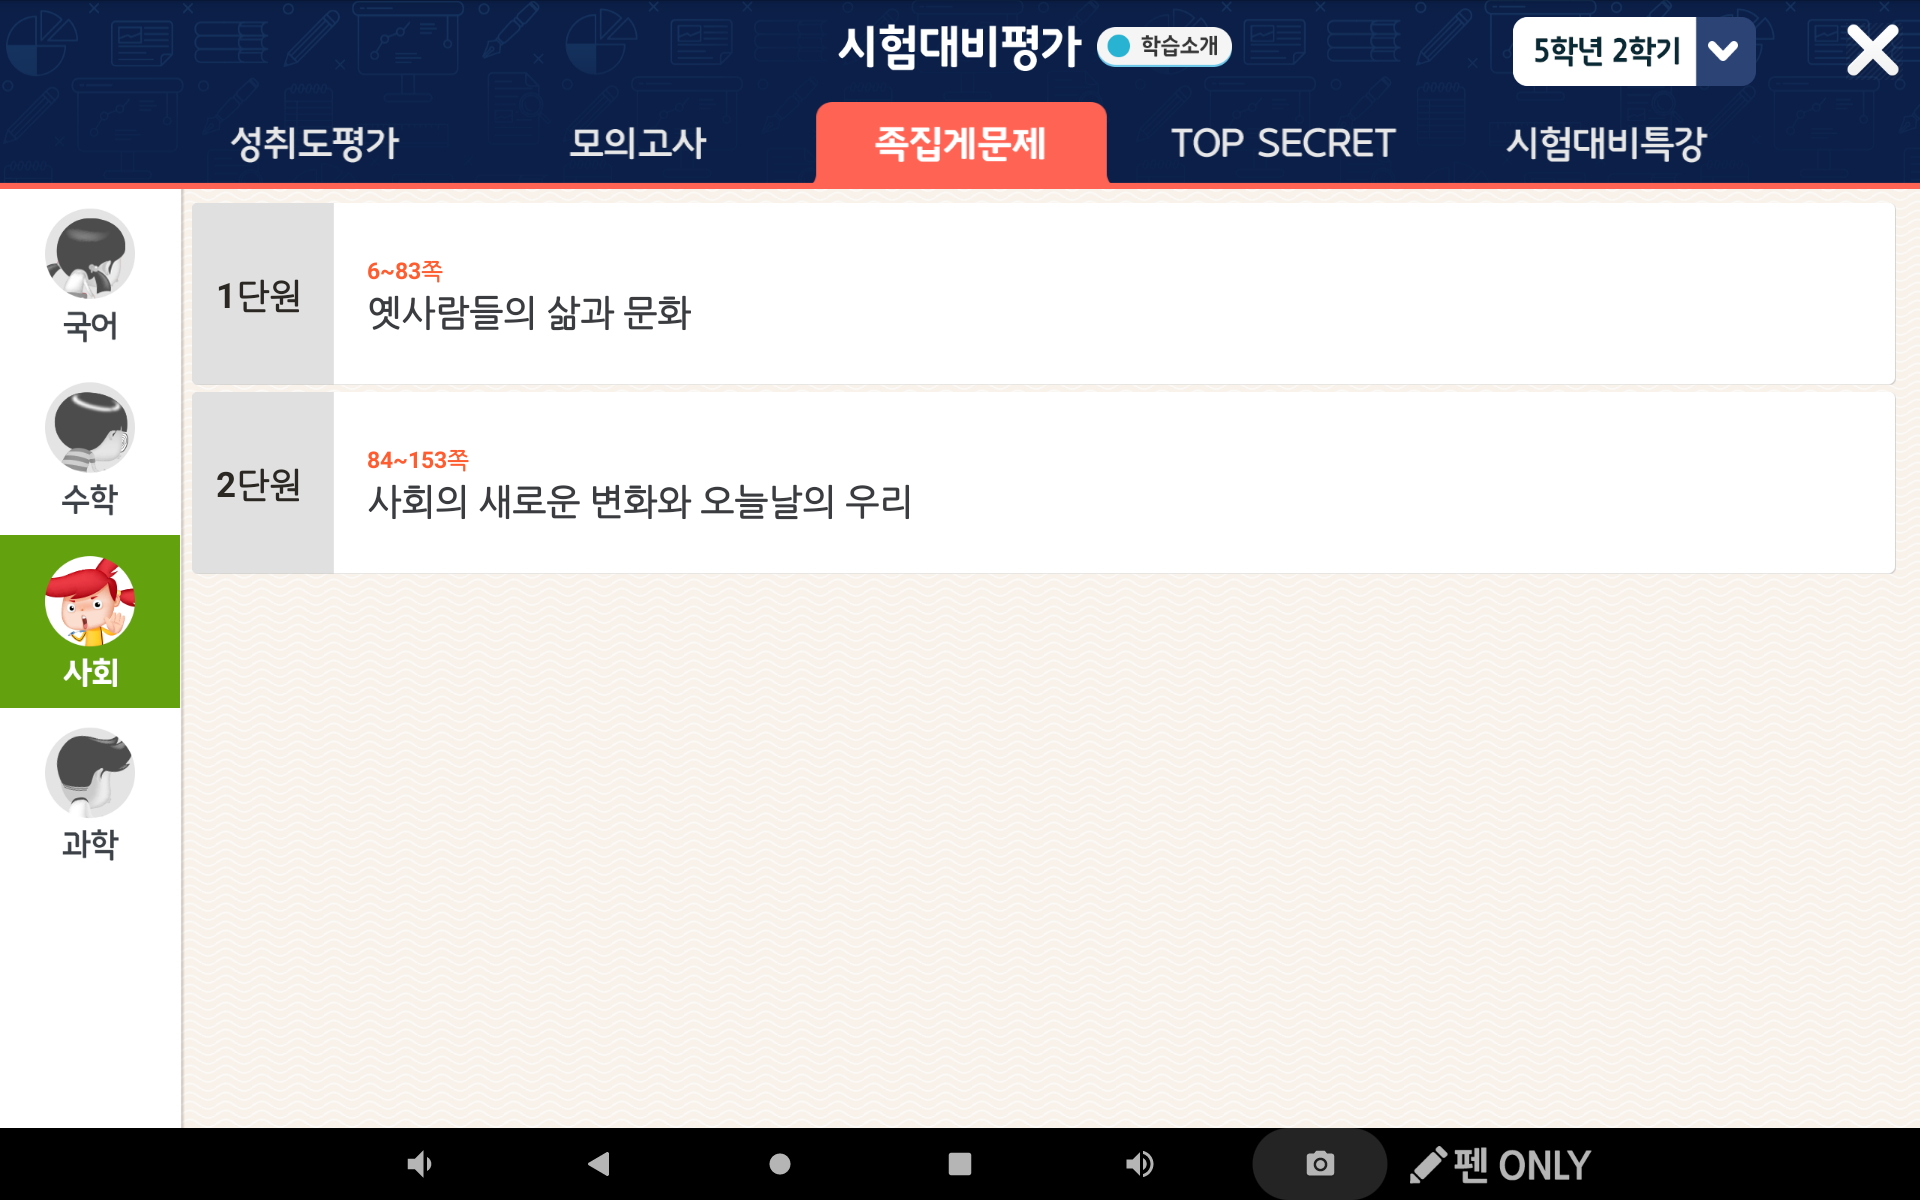 시험대비평가
학습소개
5학년 2학기
성취도평가
모의고사
족집게문제
TOP SECRET
시험대비특강
국어
수학
사회
과학
1단원
6~83쪽
옛사람들의 삶과 문화
2단원
84~153쪽
사회의 새로운 변화와 오늘날의 우리
펜 ONLY